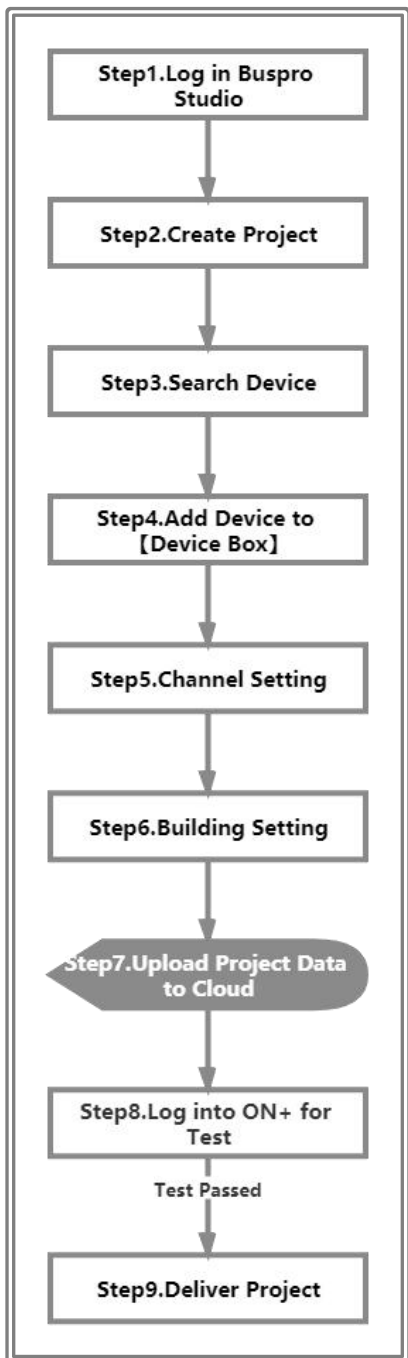 Step1.Log in Buspro
Studio
Step2.Create Project
Step3.Search Device
Step4.Add Device to
【Device Box】
Step5.Channel Setting
Step6.Building Setting
Step7.Upload Project Data
to Cloud
Step8.Log into ON+ for
Test
Test Passed
Step9.Deliver Project